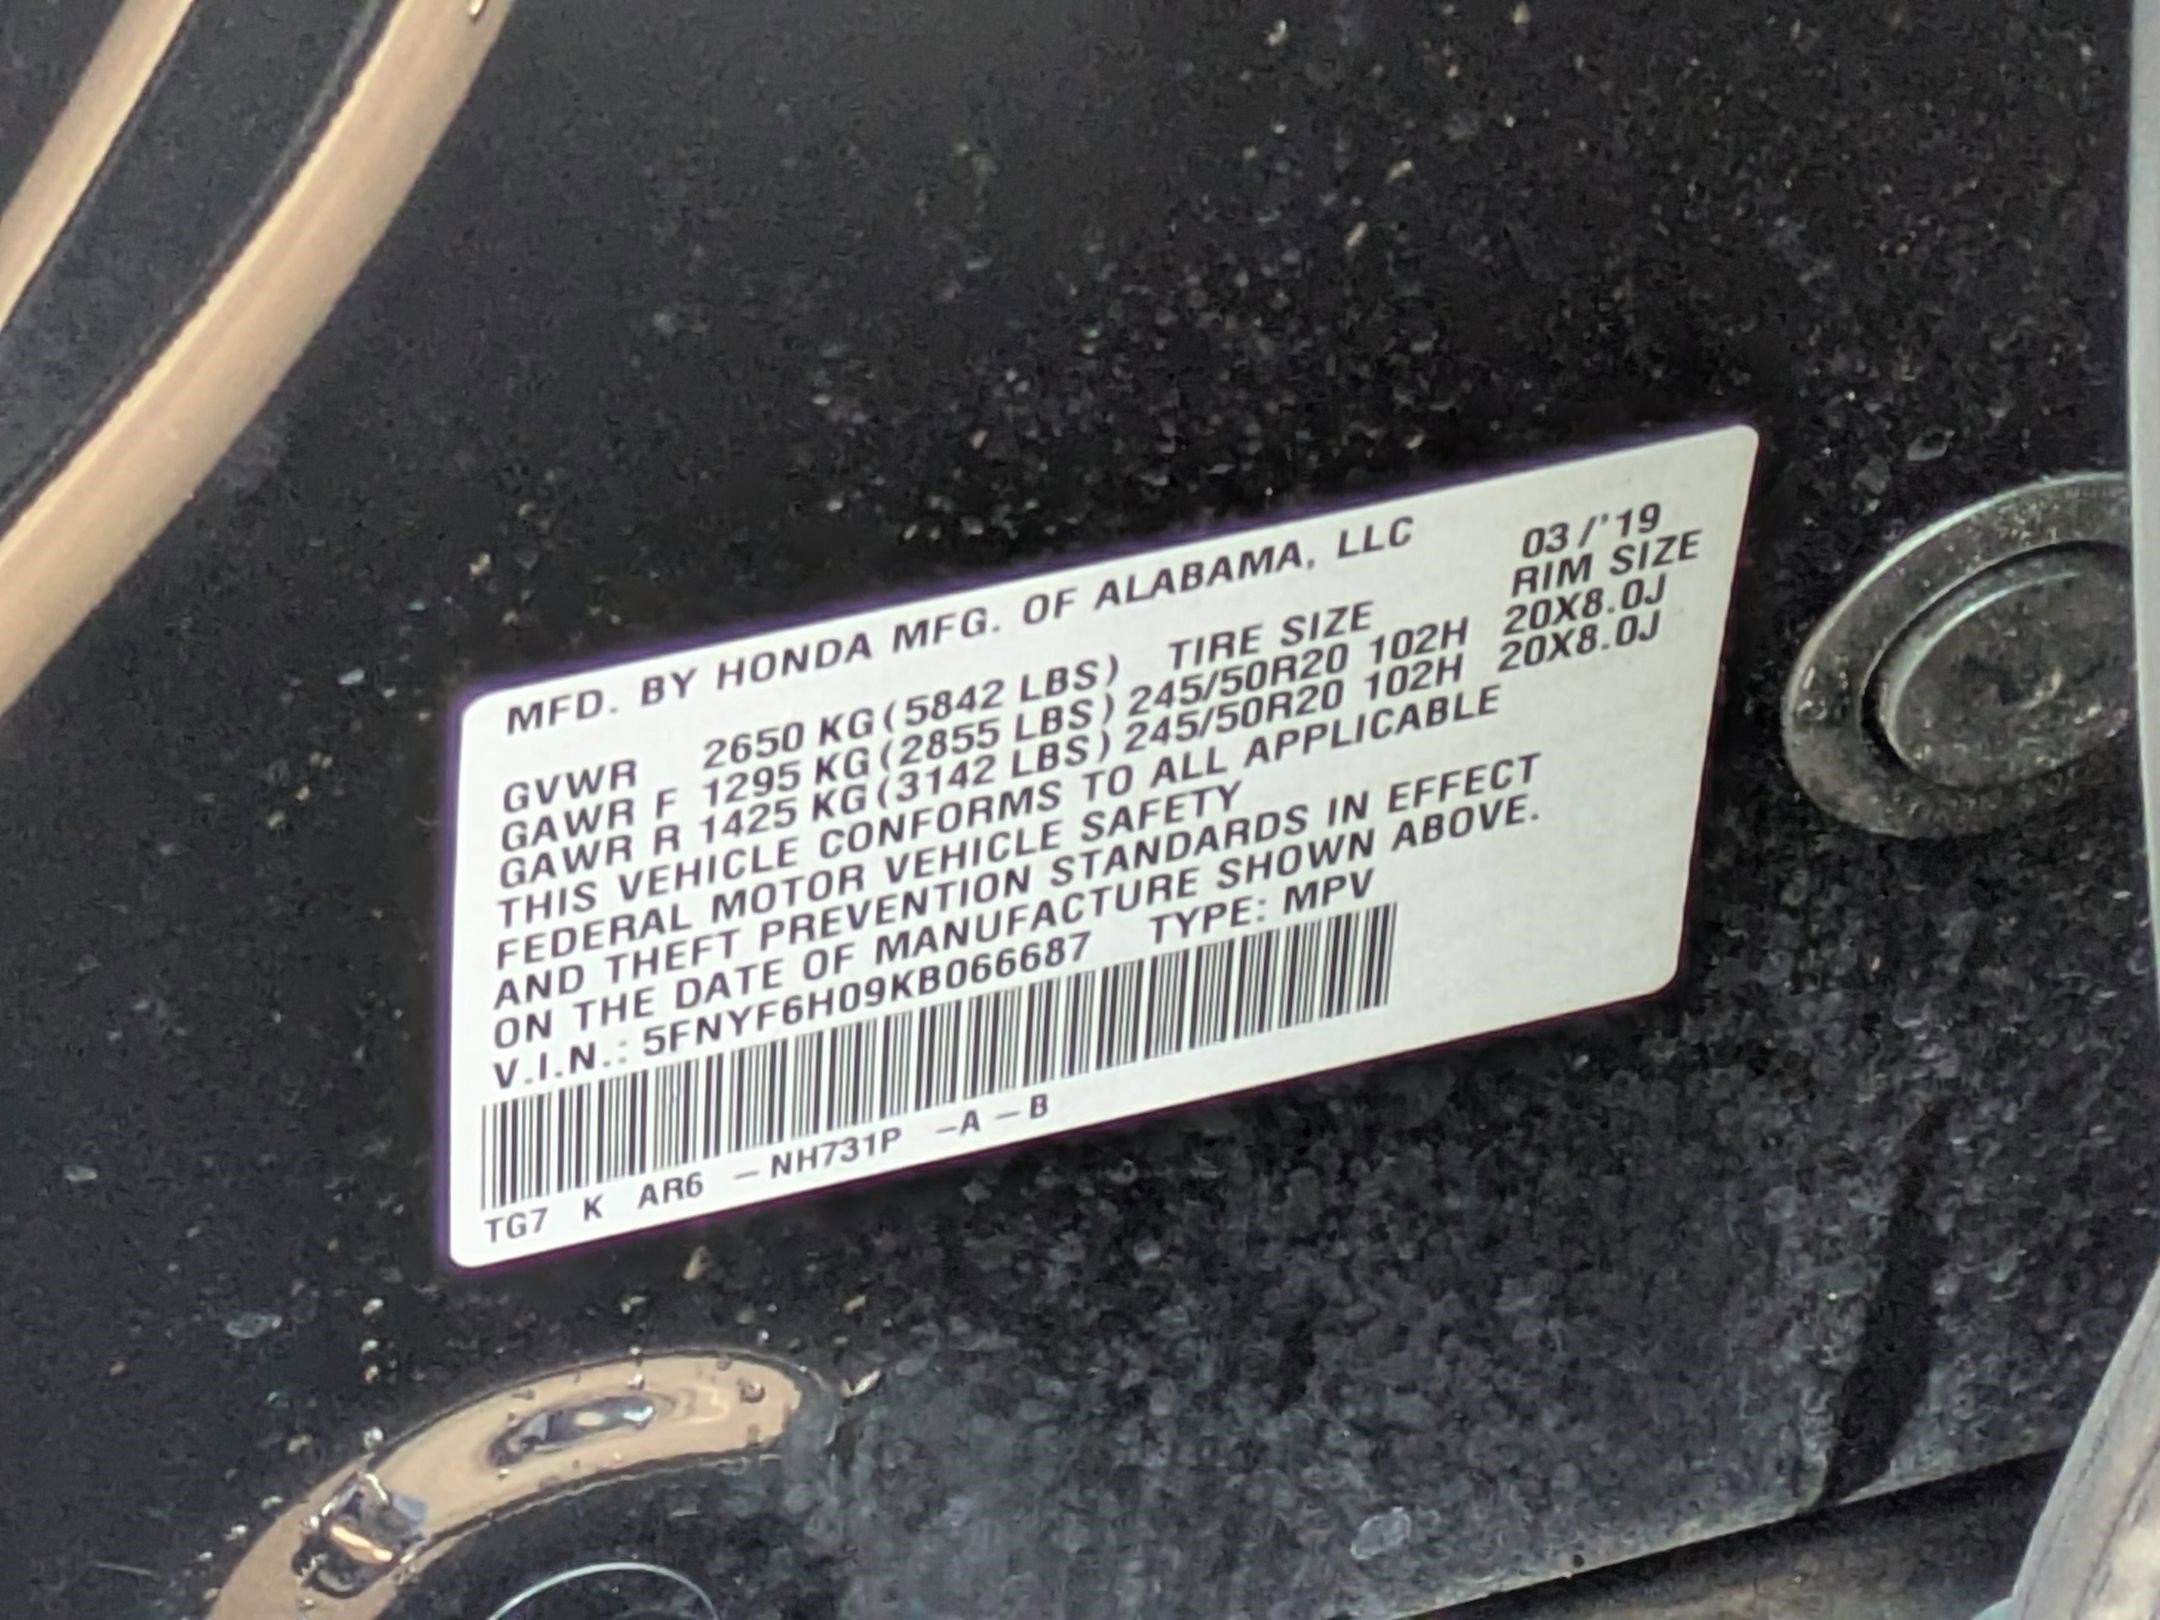 MFD. BY HONDA MFG. OF ALABAMA, LLC 03/'19
GVWR 2650 KG (5842 LBS) TIRE SIZE RIM SIZE
GAWR F 1295 KG (2855 LBS) 245/50R20 102H 20X8.0J
GAWR R 1425 KG (3142 LBS) 245/50R20 102H 20X8.0J
THIS VEHICLE CONFORMS TO ALL APPLICABLE
FEDERAL MOTOR VEHICLE SAFETY
AND THEFT PREVENTION STANDARDS IN EFFECT
ON THE DATE OF MANUFACTURE SHOWN ABOVE.
V.I.N.: 5FNYF6H09KB066687 TYPE: MPV
TG7 K AR6 -NH731P -A-B